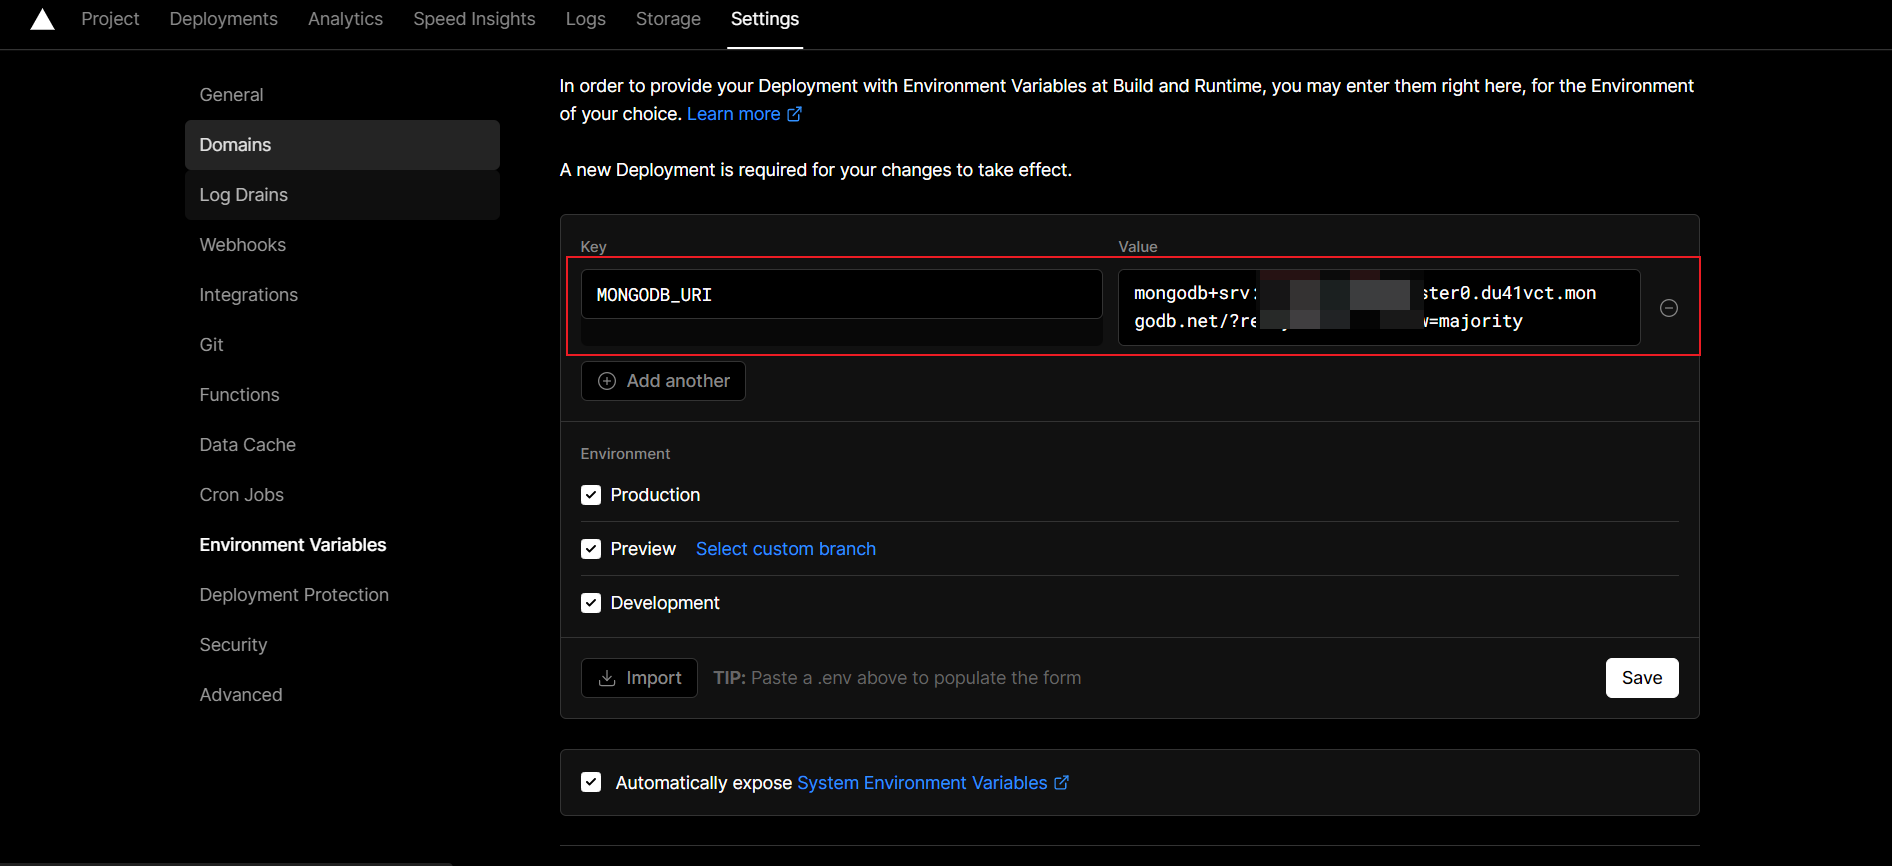 Project Deployments Analytics Speed Insights Logs Storage Settings
General
Domains
Log Drains
Webhooks
Integrations
Git
Functions
Data Cache
Cron Jobs
Environment Variables
Deployment Protection
Security
Advanced
In order to provide your Deployment with Environment Variables at Build and Runtime, you may enter them right here, for the Environment
of your choice. Learn more
A new Deployment is required for your changes to take effect.
Key Value
MONGODB_URI
mongodb+srv: ster0.du41vct.mon
godb.net/?re w=majority
Add another
Environment
Production
Preview Select custom branch
Development
Import TIP: Paste a .env above to populate the form Save
Automatically expose System Environment Variables